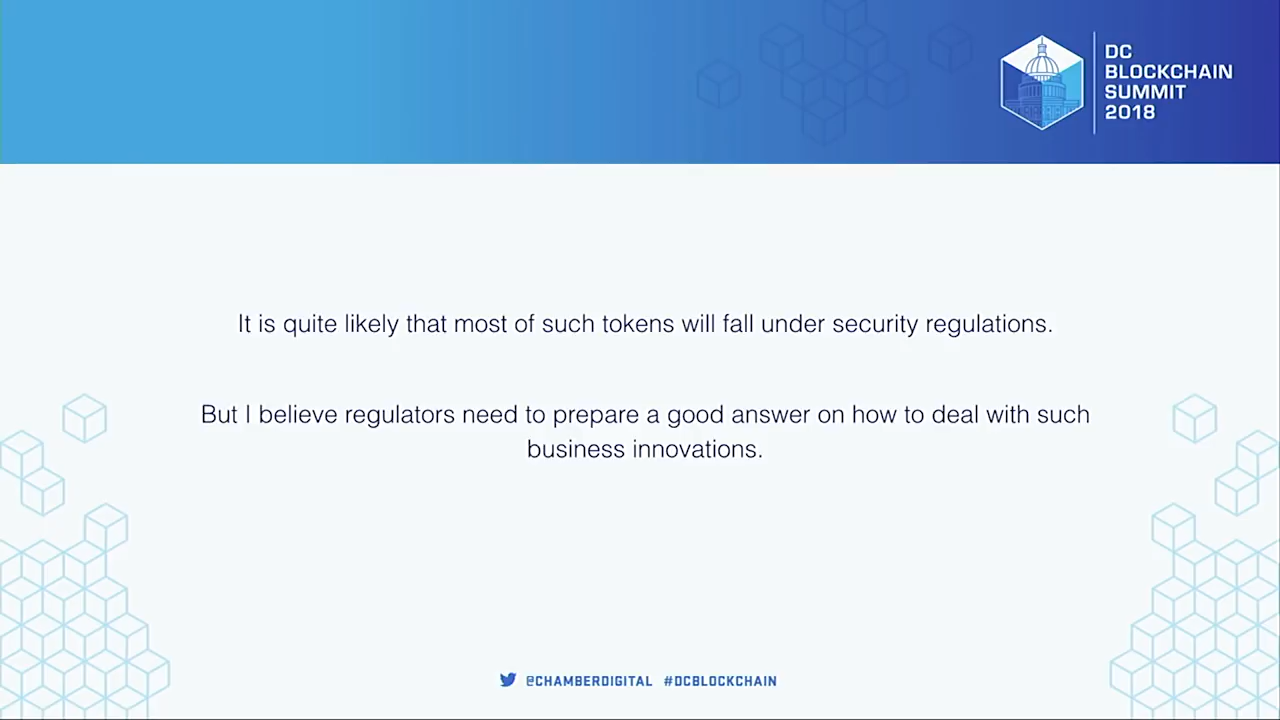 DC
BLOCKCHAIN
SUMMIT
2018
It is quite likely that most of such tokens will fall under security regulations.
But I believe regulators need to prepare a good answer on how to deal with such
business innovations.
@CHAMBERDIGITAL #DCBLOCKCHAIN